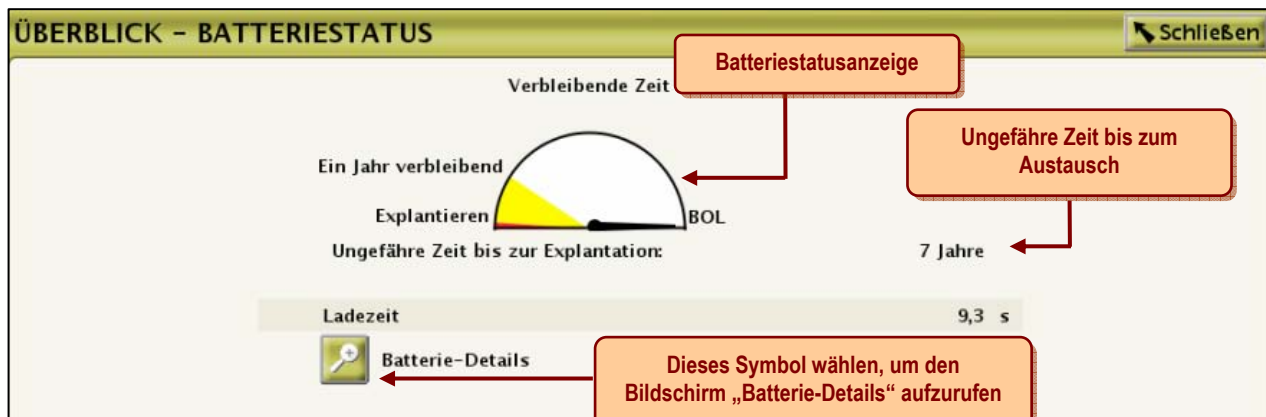 ÜBERBLICK - BATTERIESTATUS
Schließen
Batteriestatusanzeige
Verbleibende Zeit
Ungefähre Zeit bis zum
Austausch
Ein Jahr verbleibend
Explantieren
BOL
Ungefähre Zeit bis zur Explantation:
7 Jahre
Ladezeit
9,3 s
Batterie-Details
Dieses Symbol wählen, um den
Bildschirm „Batterie-Details“ aufzurufen